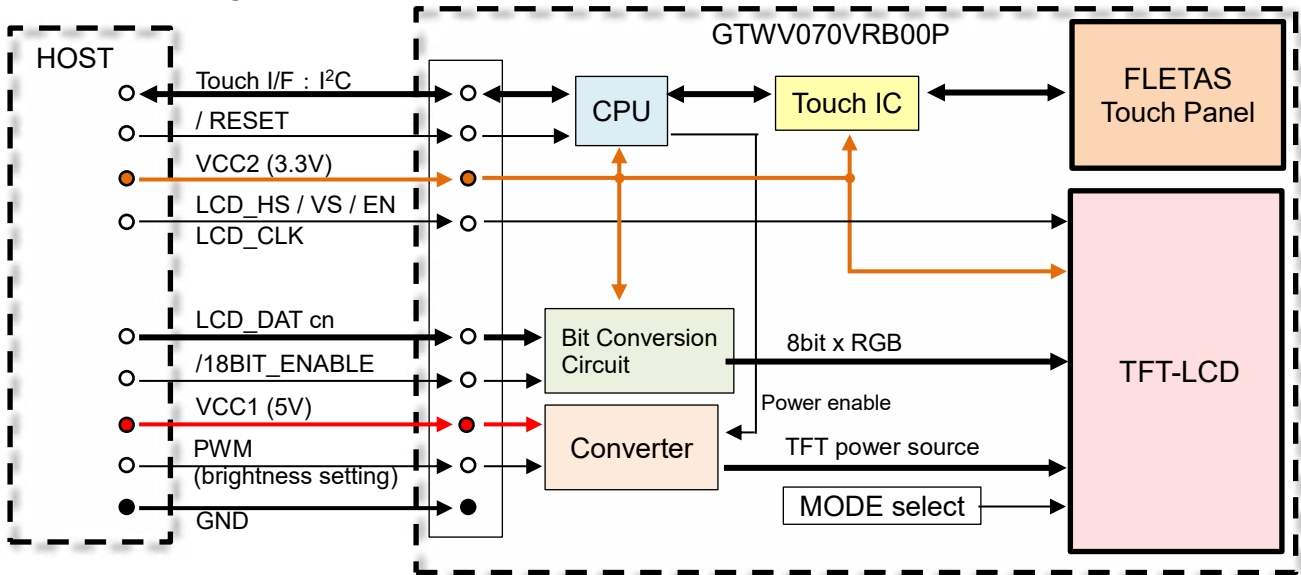 GTWV070VRB00P
HOST
Touch I/F : I²C
/ RESET
VCC2 (3.3V)
LCD_HS / VS / EN
LCD_CLK
LCD_DAT cn
/18BIT_ENABLE
VCC1 (5V)
PWM
(brightness setting)
GND
CPU
Touch IC
FLETAS
Touch Panel
Bit Conversion
Circuit
8bit x RGB
TFT-LCD
Power enable
Converter
TFT power source
MODE select